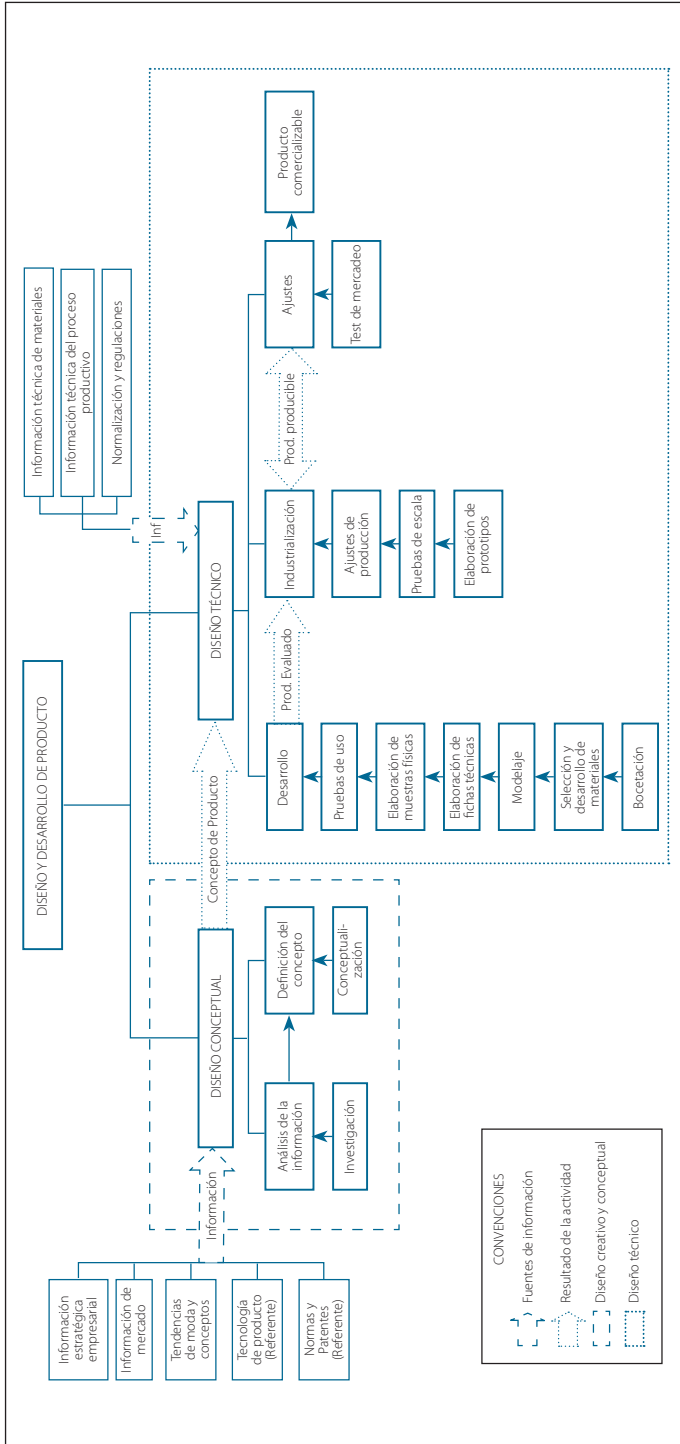 DISEÑO Y DESARROLLO DE PRODUCTO
Información
estratégica
empresarial
Información de
mercado
Tendencias
de moda y
conceptos
Tecnología
de producto
(Referente)
Normas y
Patentes
(Referente)
Información
DISEÑO CONCEPTUAL
Análisis de la
información
Investigación
Definición del
concepto
Conceptuali-
zación
Concepto de Producto
Información técnica de materiales
Información técnica del proceso
productivo
Normalización y regulaciones
Inf
DISEÑO TÉCNICO
Desarrollo
Pruebas de uso
Elaboración de
muestras físicas
Elaboración de
fichas técnicas
Modelaje
Selección y
desarrollo de
materiales
Bocetación
Prod. Evaluado
Industrialización
Ajustes de
producción
Pruebas de escala
Elaboración de
prototipos
Prod. producible
Ajustes
Test de mercadeo
Producto
comercializable
CONVENCIONES
Fuentes de información
Resultado de la actividad
Diseño creativo y conceptual
Diseño técnico